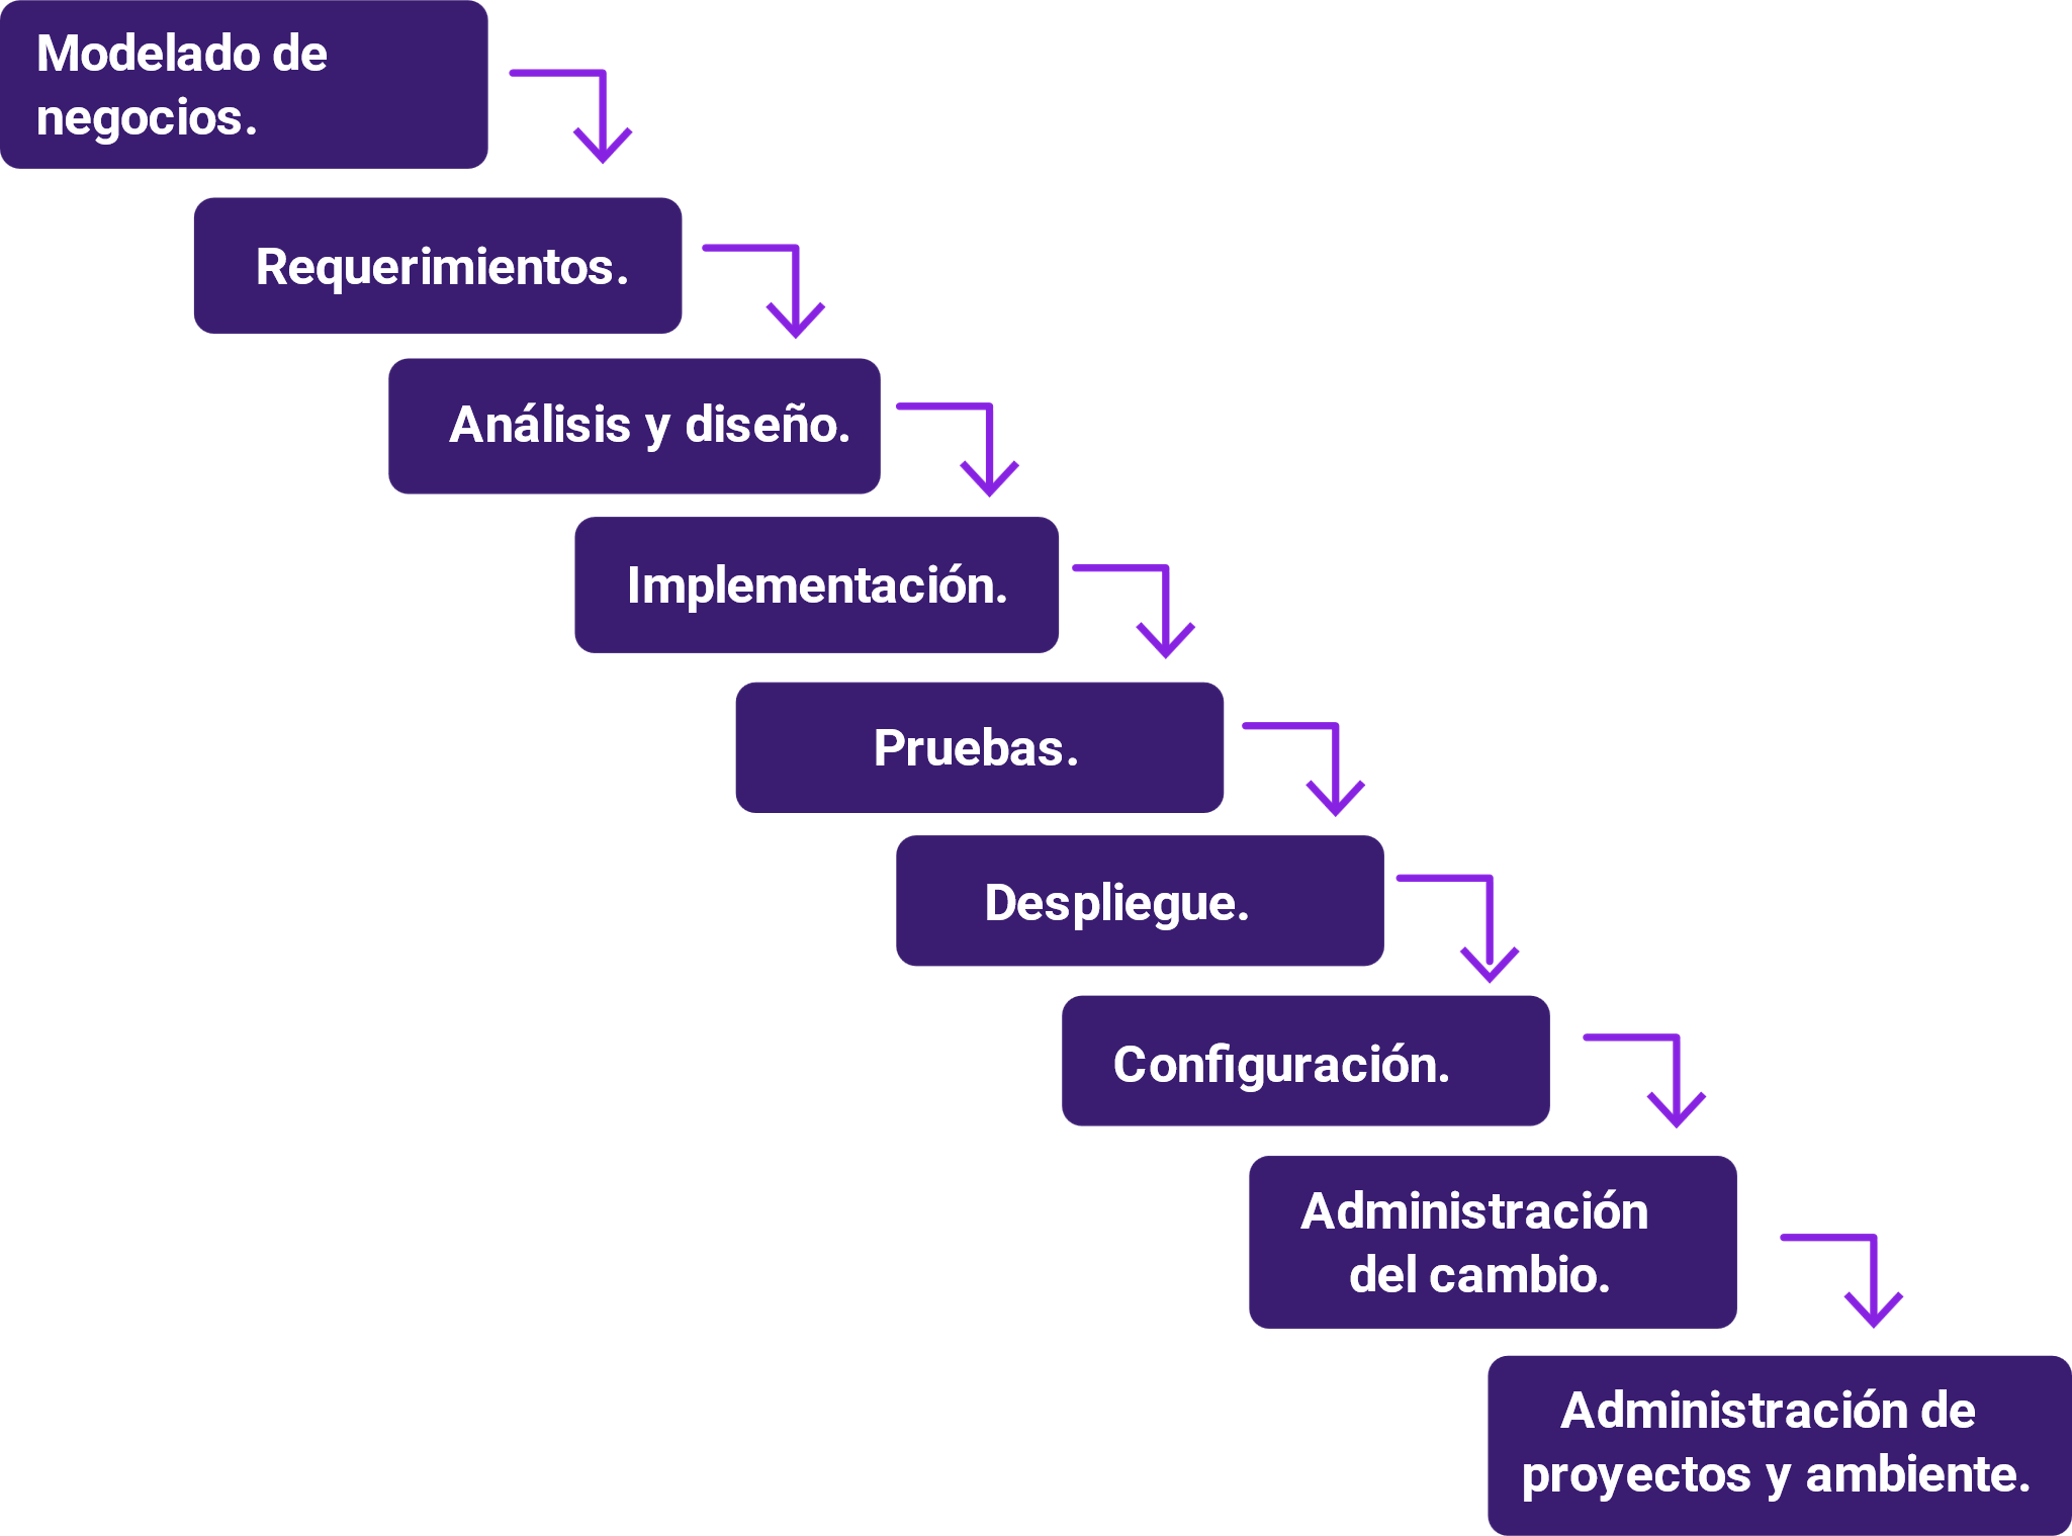 Modelado de
negocios.
Requerimientos.
Análisis y diseño.
Implementación.
Pruebas.
Despliegue.
Configuración.
Administración
del cambio.
Administración de
proyectos y ambiente.